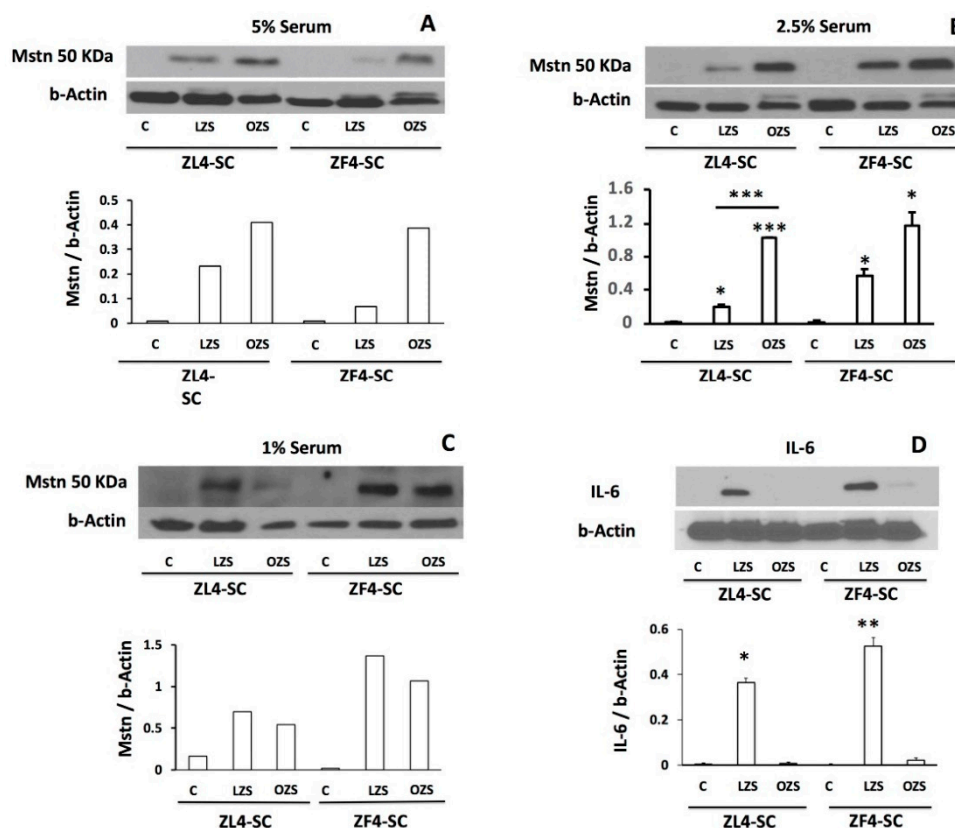 5% Serum A
Mstn 50 KDa
b-Actin
C LZS OZS C LZS OZS
ZL4-SC ZF4-SC
Mstn / b-Actin
0.5
0.4
0.3
0.2
0.1
0
C LZS OZS C LZS OZS
ZL4-
SC
ZF4-SC
2.5% Serum
Mstn 50 KDa
b-Actin
C LZS OZS C LZS OZS
ZL4-SC ZF4-SC
Mstn / b-Actin
1.6
1.2
0.8
0.4
0
***
* *** * *
C LZS OZS C LZS OZS
ZL4-SC ZF4-SC
1% Serum C
Mstn 50 KDa
b-Actin
C LZS OZS C LZS OZS
ZL4-SC ZF4-SC
Mstn / b-Actin
1.5
1
0.5
0
C LZS OZS C LZS OZS
ZL4-SC ZF4-SC
IL-6 D
IL-6
b-Actin
C LZS OZS C LZS OZS
ZL4-SC ZF4-SC
IL-6 / b-Actin
0.6
0.4
0.2
0
* **
C LZS OZS C LZS OZS
ZL4-SC ZF4-SC